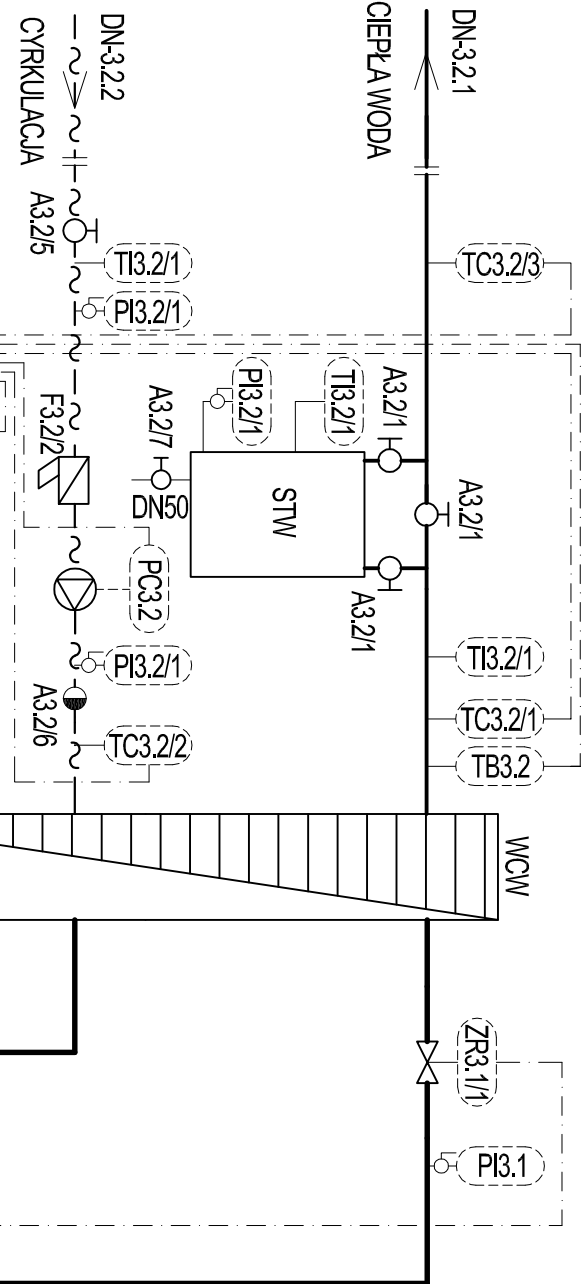 DN-3.2.2
CYRKULACJA
DN-3.2.1
CIEPŁA WODA
A3.2/5
TI3.2/1
PI3.2/1
TC3.2/3
F3.2/2
A3.2/7
DN50
PI3.2/1
TI3.2/1
A3.2/1
A3.2/1
STW
A3.2/1
PC3.2
PI3.2/1
A3.2/6
TC3.2/2
TI3.2/1
TC3.2/1
TB3.2
WCW
ZR3.1/1
PI3.1